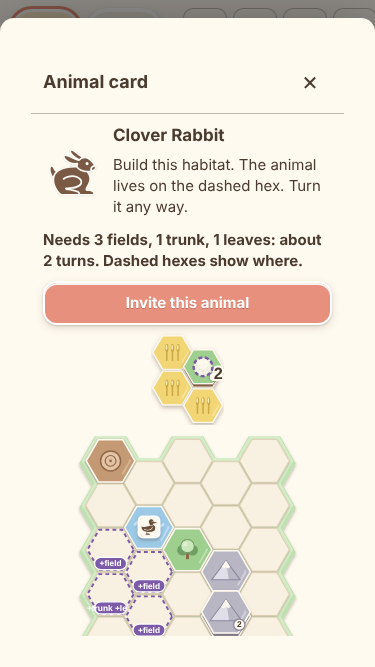 Animal card
Clover Rabbit
Build this habitat. The animal
lives on the dashed hex. Turn
it any way.
Needs 3 fields, 1 trunk, 1 leaves: about
2 turns. Dashed hexes show where.
Invite this animal
2
+field
+field
2
+field